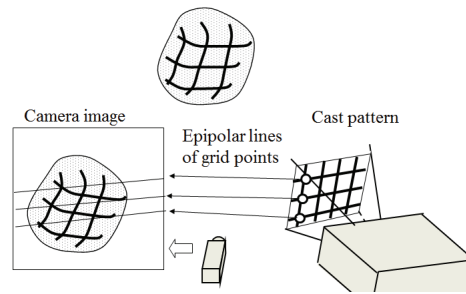 Camera image
Epipolar lines
of grid points
Cast pattern